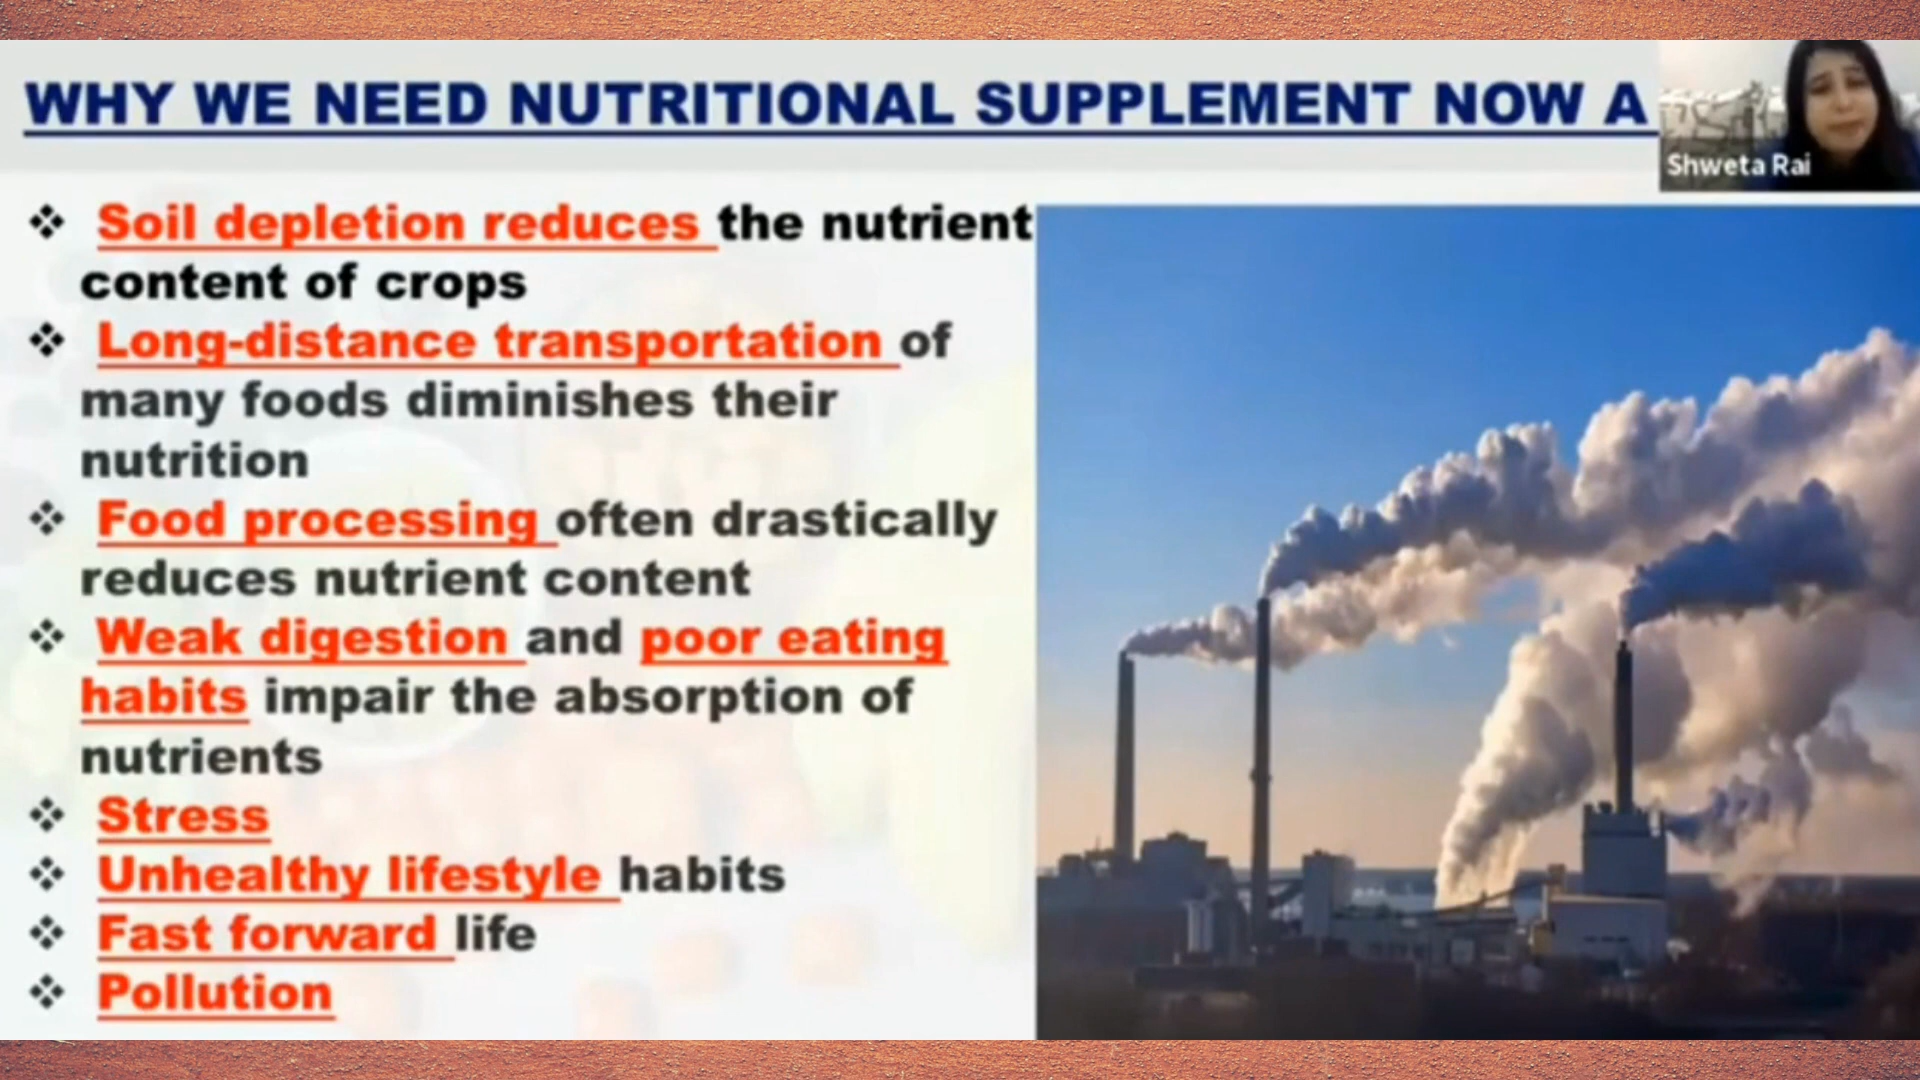 WHY WE NEED NUTRITIONAL SUPPLEMENT NOW A
Shweta Rai
❖ Soil depletion reduces the nutrient
content of crops
❖ Long-distance transportation of
many foods diminishes their
nutrition
❖ Food processing often drastically
reduces nutrient content
❖ Weak digestion and poor eating
habits impair the absorption of
nutrients
❖ Stress
❖ Unhealthy lifestyle habits
❖ Fast forward life
❖ Pollution